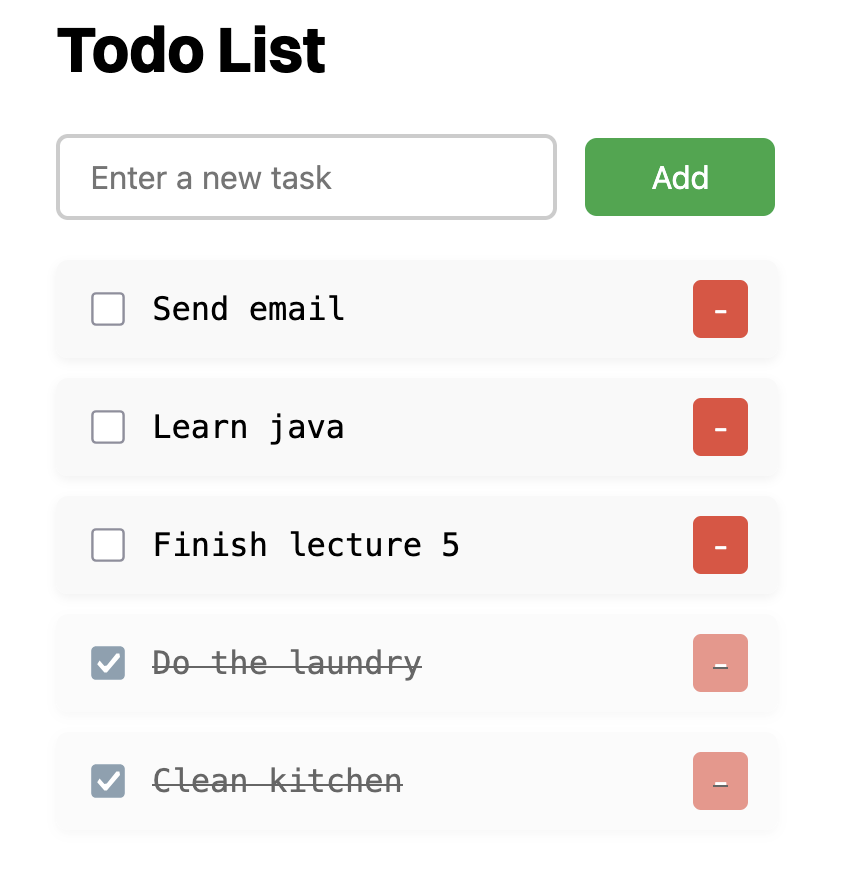 Todo List
Enter a new task
Add
Send email
-
Learn java
-
Finish lecture 5
-
Do the laundry
-
Clean kitchen
-